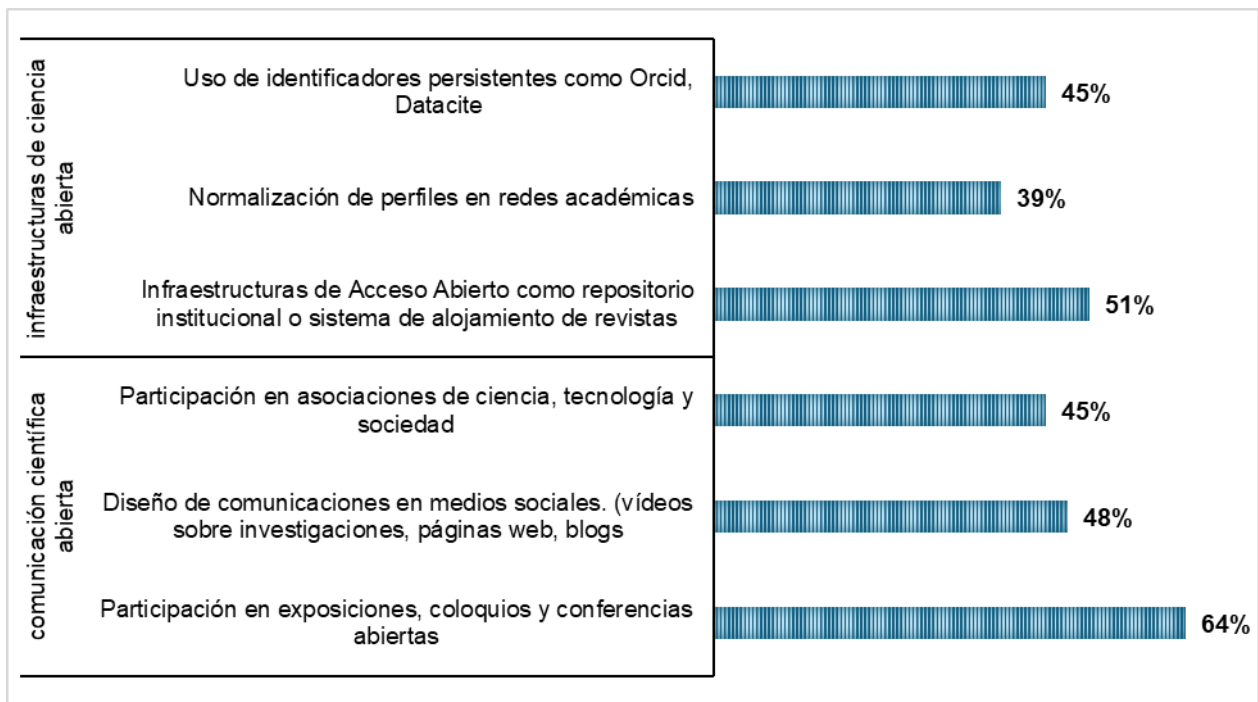 infraestructuras de ciencia
abierta
Uso de identificadores persistentes como Orcid,
Datacite
45%
Normalización de perfiles en redes académicas
39%
Infraestructuras de Acceso Abierto como repositorio
institucional o sistema de alojamiento de revistas
51%
comunicación científica
abierta
Participación en asociaciones de ciencia, tecnología y
sociedad
45%
Diseño de comunicaciones en medios sociales. (vídeos
sobre investigaciones, páginas web, blogs
48%
Participación en exposiciones, coloquios y conferencias
abiertas
64%